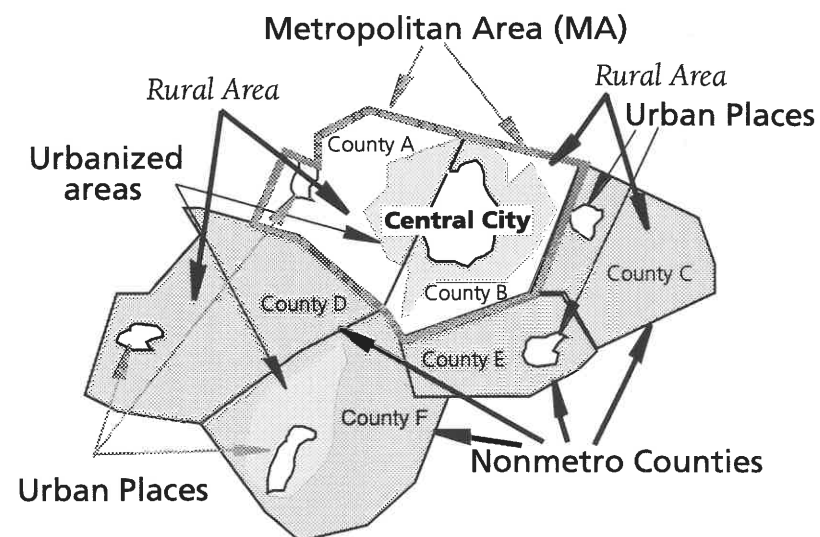 Metropolitan Area (MA)
Rural Area
Rural Area
Urban Places
County A
Urbanized
areas
Central City
County C
County B
County D
County E
County F
Nonmetro Counties
Urban Places